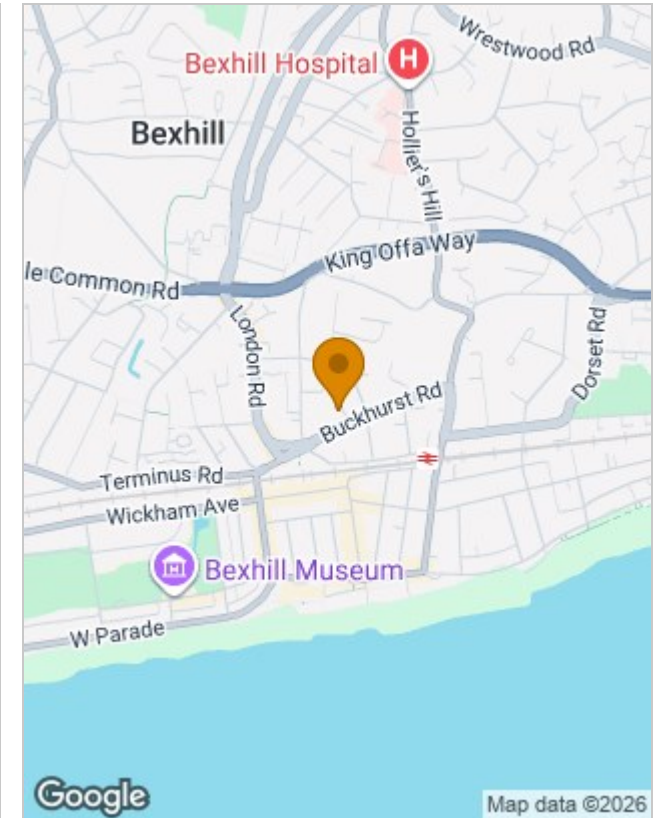 Wrestwood Rd
Bexhill Hospital
H
Bexhill
Hollier's Hill
King Offa Way
le Common Rd
London Rd
Dorset Rd
Buckhurst Rd
Terminus Rd
Wickham Ave
Bexhill Museum
W Parade
Google
Map data ©2026